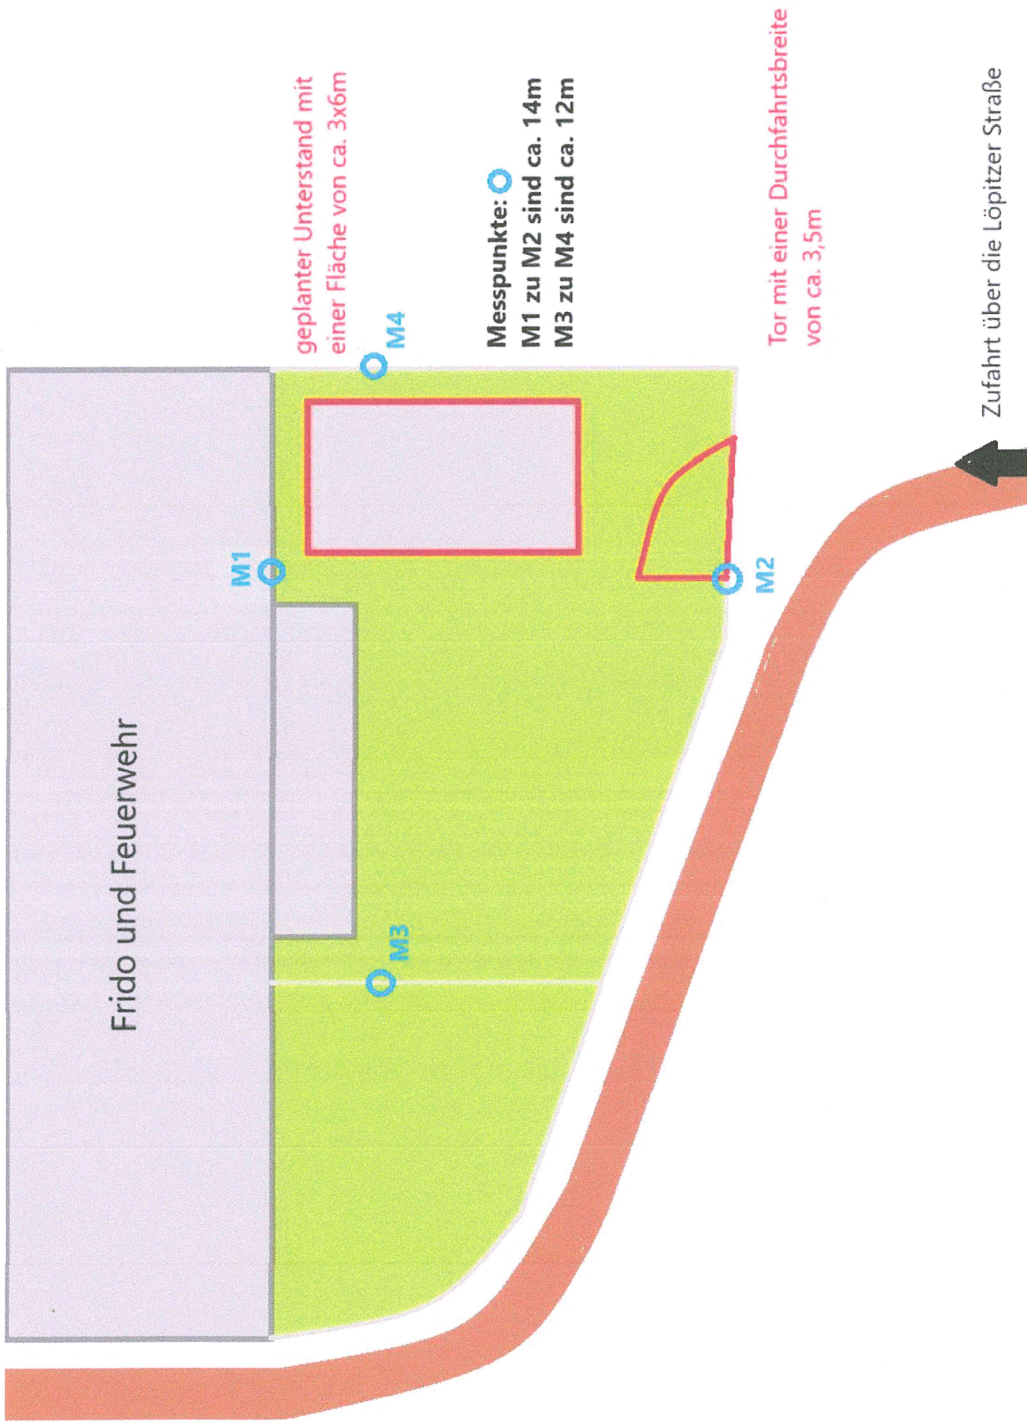 Frido und Feuerwehr
M1
geplanter Unterstand mit
einer Fläche von ca. 3x6m
M4
M3
Messpunkte:
M1 zu M2 sind ca. 14m
M3 zu M4 sind ca. 12m
M2
Tor mit einer Durchfahrtsbreite
von ca. 3,5m
Zufahrt über die Löpitzer Straße